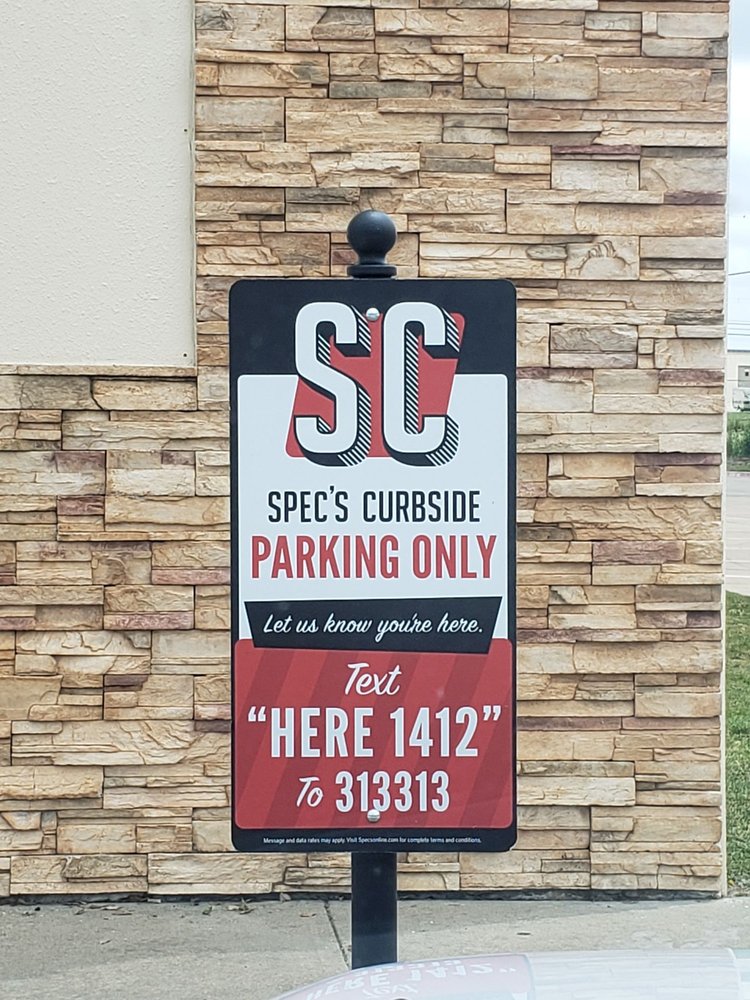 SC
SPEC'S CURBSIDE
PARKING ONLY
Let us know you're here.
Text
"HERE 1412"
To 313313
Message and data rates may apply. Visit Specsonline.com for complete terms and conditions.